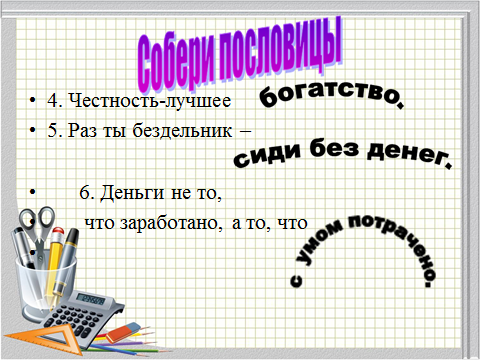 Собери пословицы
• 4. Честность-лучшее богатство.
• 5. Раз ты бездельник –
сиди без денег.
• 6. Деньги не то,
что заработано, а то, что
с умом потрачено.